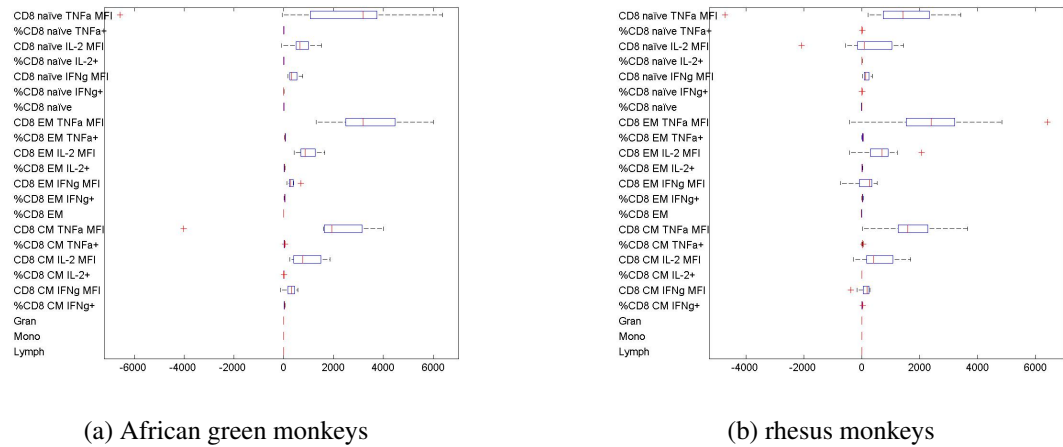 CD8 naïve TNFa MFI
%CD8 naïve TNFa+
CD8 naïve IL-2 MFI
%CD8 naïve IL-2+
CD8 naïve IFNg MFI
%CD8 naïve IFNg+
%CD8 naïve
CD8 EM TNFa MFI
%CD8 EM TNFa+
CD8 EM IL-2 MFI
%CD8 EM IL-2+
CD8 EM IFNg MFI
%CD8 EM IFNg+
%CD8 EM
CD8 CM TNFa MFI
%CD8 CM TNFa+
CD8 CM IL-2 MFI
%CD8 CM IL-2+
CD8 CM IFNg MFI
%CD8 CM IFNg+
Gran
Mono
Lymph
-6000 -4000 -2000 0 2000 4000 6000
(a) African green monkeys
CD8 naïve TNFa MFI
%CD8 naïve TNFa+
CD8 naïve IL-2 MFI
%CD8 naïve IL-2+
CD8 naïve IFNg MFI
%CD8 naïve IFNg+
%CD8 naïve
CD8 EM TNFa MFI
%CD8 EM TNFa+
CD8 EM IL-2 MFI
%CD8 EM IL-2+
CD8 EM IFNg MFI
%CD8 EM IFNg+
%CD8 EM
CD8 CM TNFa MFI
%CD8 CM TNFa+
CD8 CM IL-2 MFI
%CD8 CM IL-2+
CD8 CM IFNg MFI
%CD8 CM IFNg+
Gran
Mono
Lymph
-4000 -2000 0 2000 4000 6000
(b) rhesus monkeys